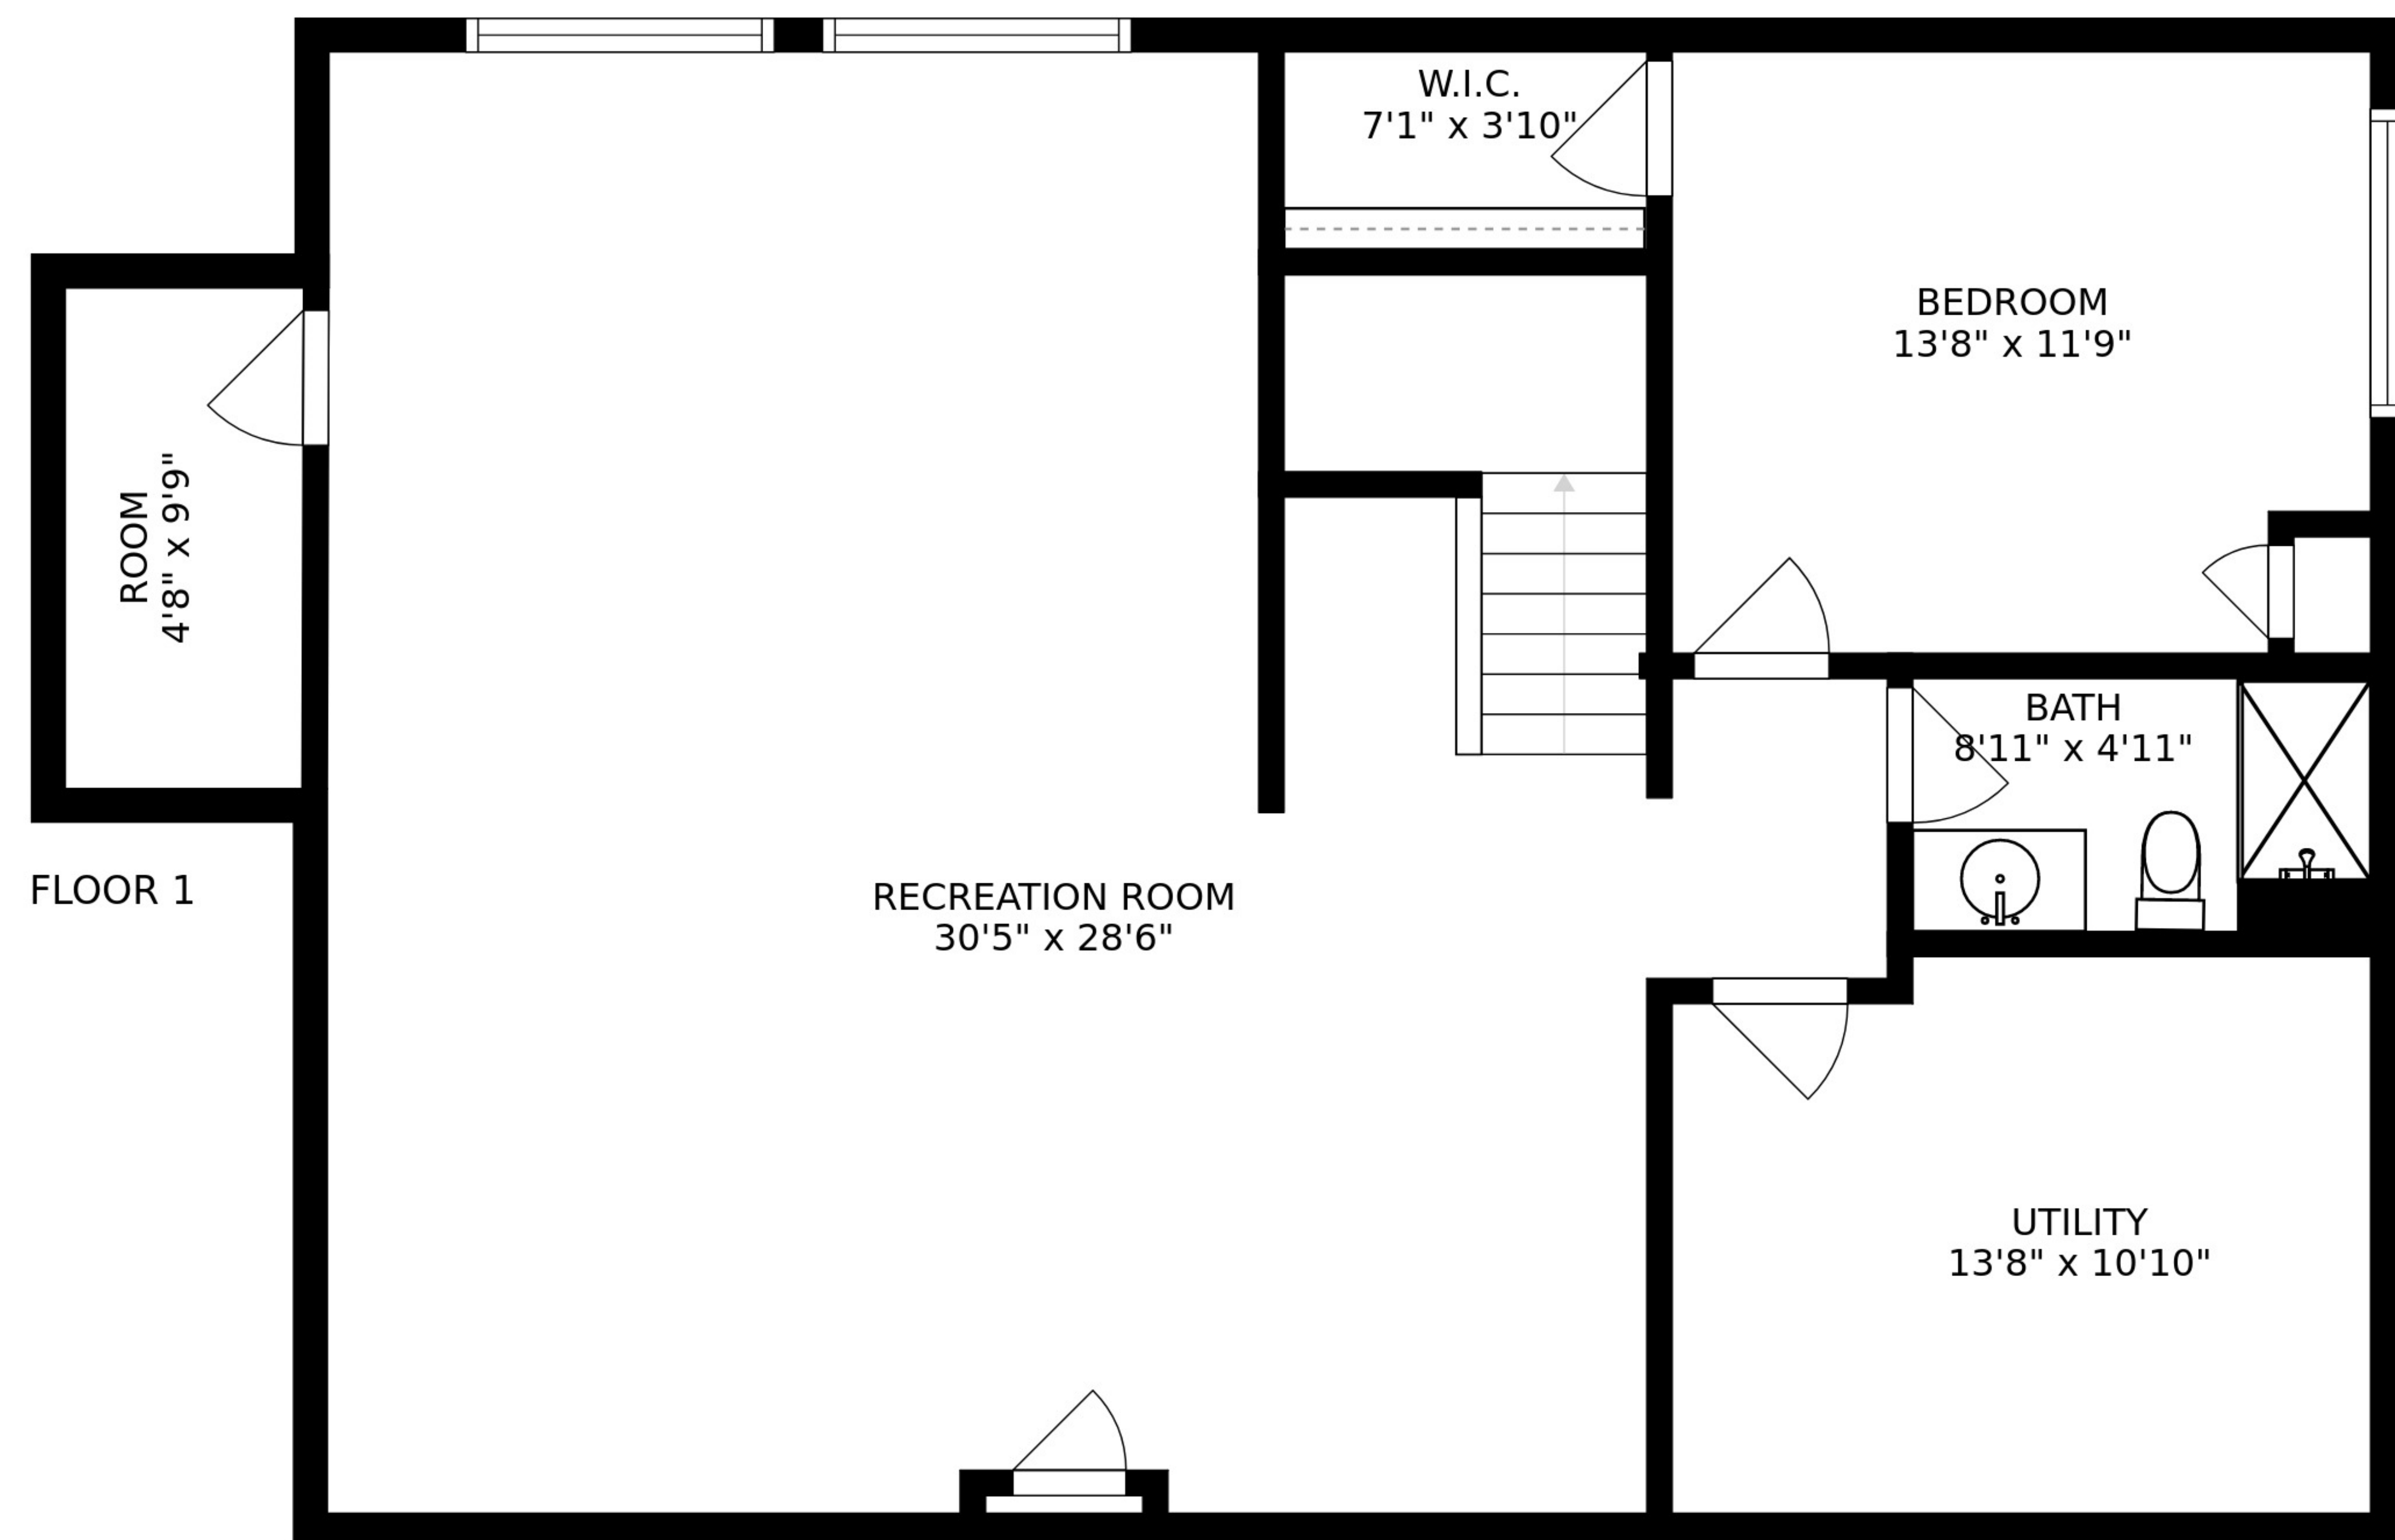 W.I.C.
7'1" x 3'10"
BEDROOM
13'8" x 11'9"
ROOM
4'8" x 9'9"
BATH
8'11" x 4'11"
FLOOR 1
RECREATION ROOM
30'5" x 28'6"
UTILITY
13'8" x 10'10"